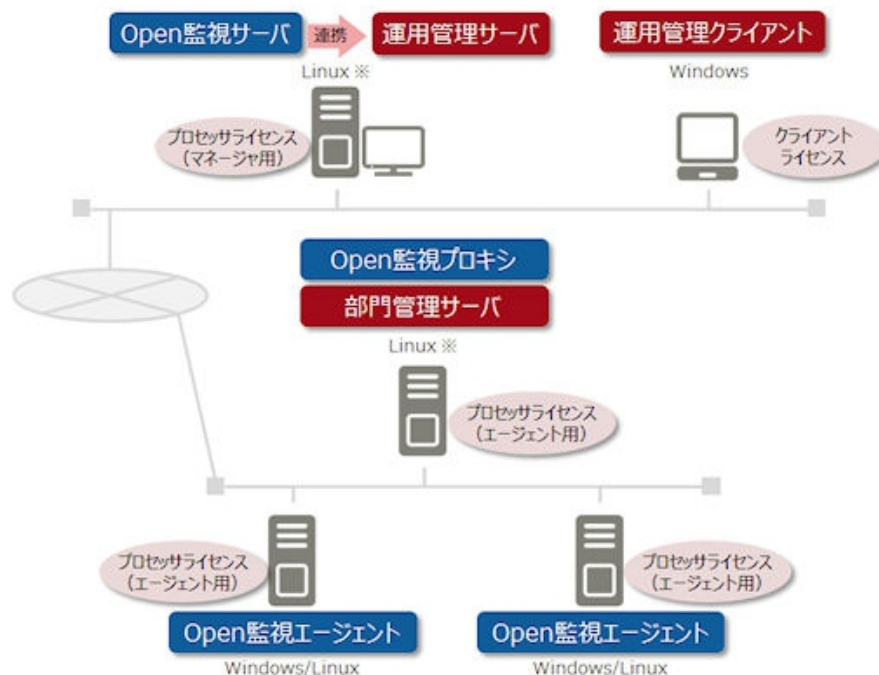 Open監視サーバ
連携
運用管理サーバ
運用管理クライアント
Linux ※
Windows
プロセッサライセンス
（マネージャ用）
クライアント
ライセンス
Open監視プロキシ
部門管理サーバ
Linux ※
プロセッサライセンス
（エージェント用）
プロセッサライセンス
（エージェント用）
プロセッサライセンス
（エージェント用）
Open監視エージェント
Open監視エージェント
Windows/Linux
Windows/Linux